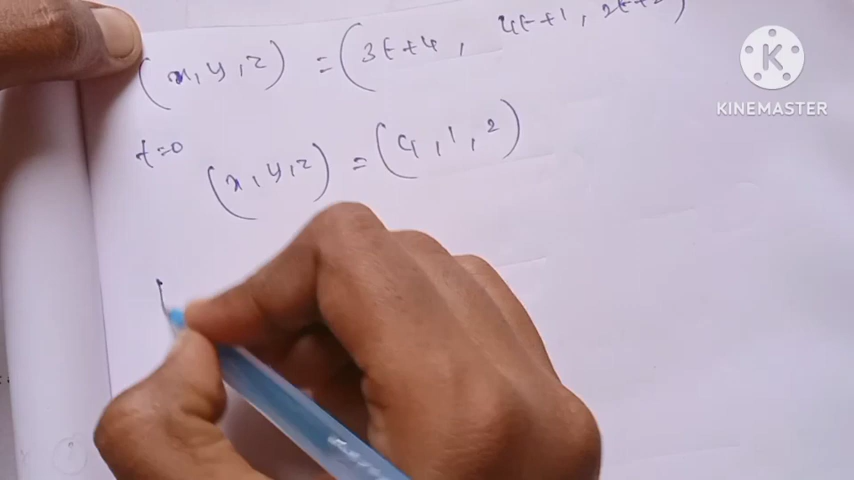 (x, y, z) = (3t+4, 4t+1, 2t+2)
t=0
(x, y, z) = (4, 1, 2)
K
KINEMASTER